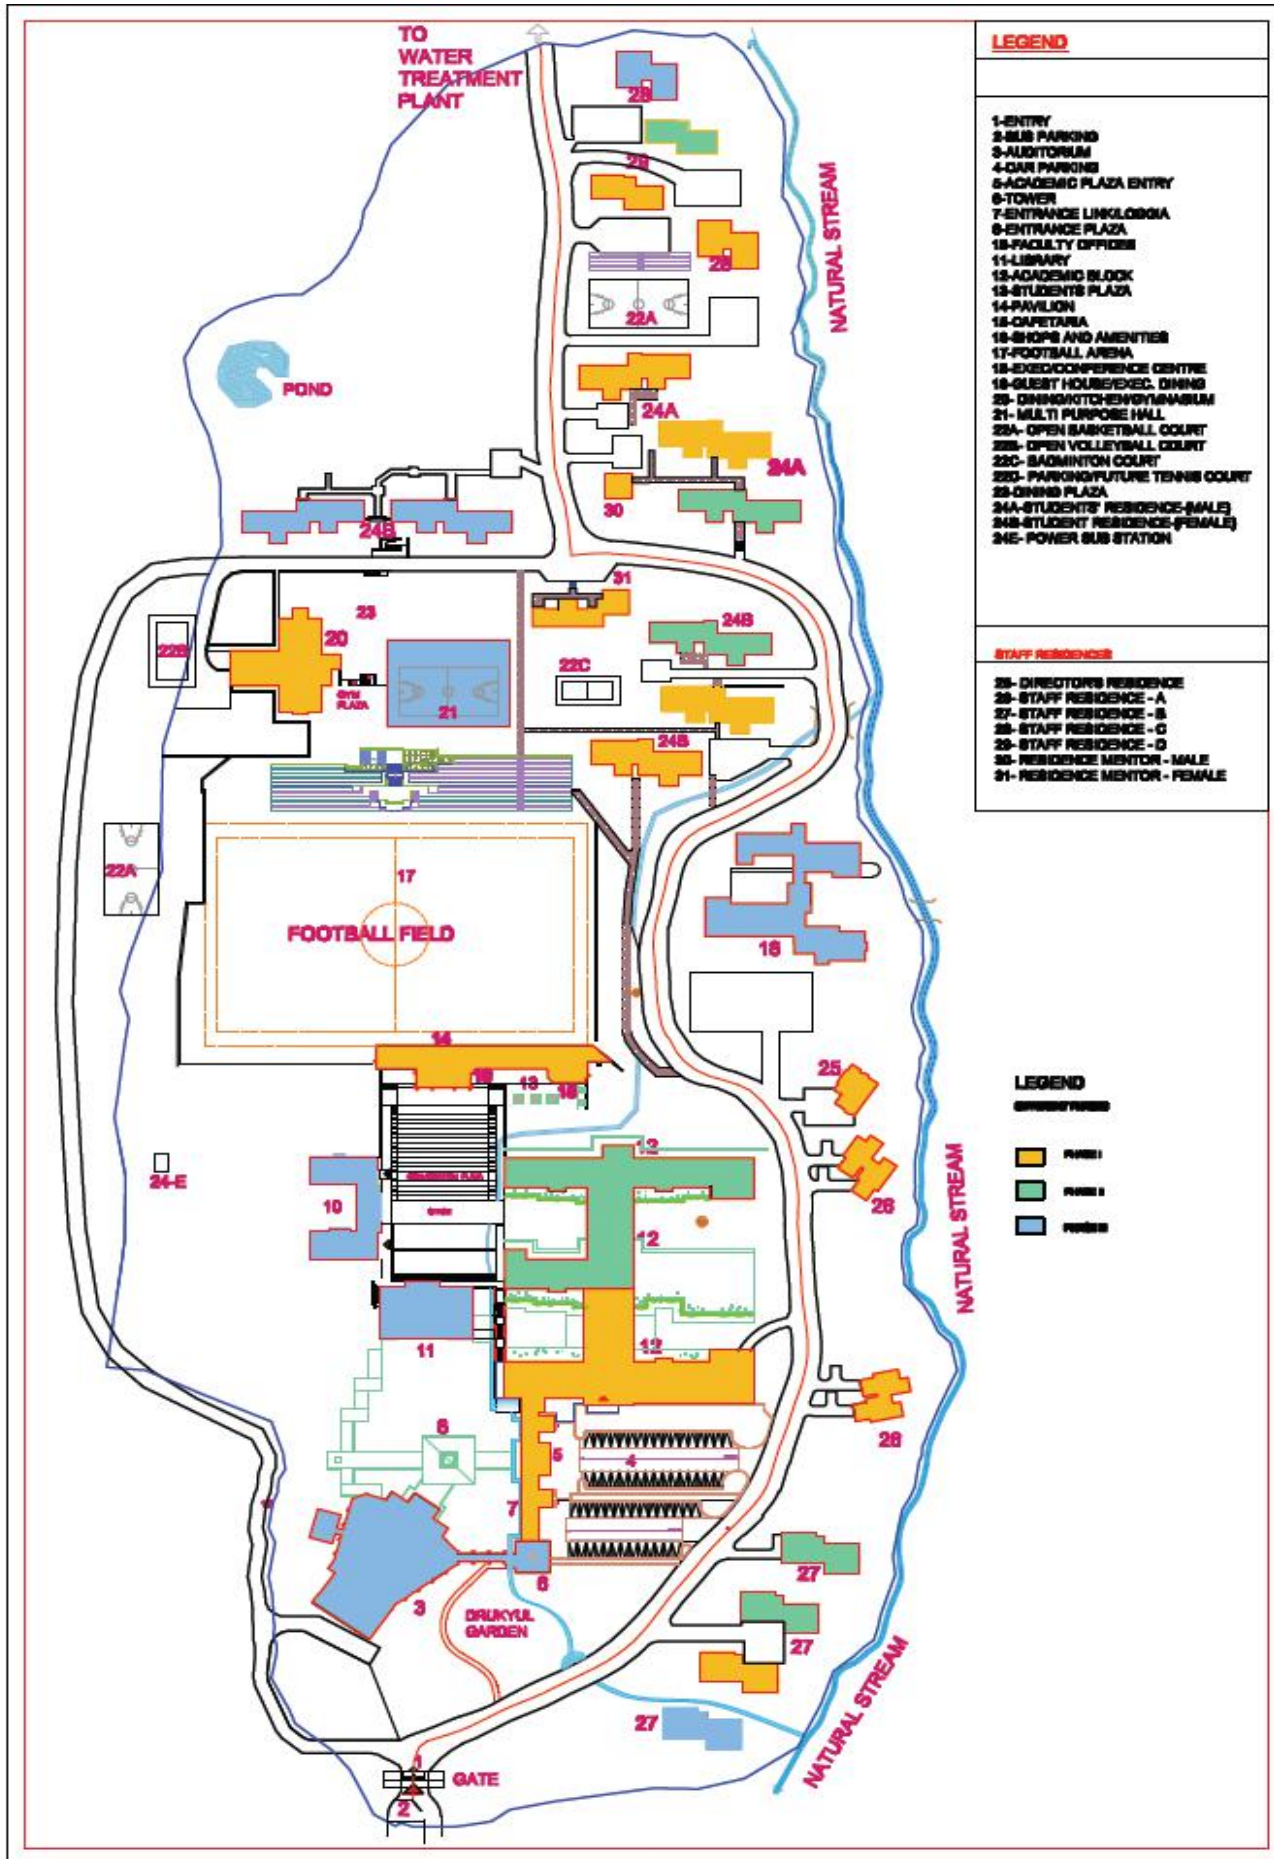 TO
WATER
TREATMENT
PLANT
28
29
28
22A
NATURAL STREAM
POND
24A
24A
30
24B
31
23
20
22B
24B
22C
GYM
PLAZA
21
24B
22A
17
FOOTBALL FIELD
18
14
13
25
12
24-E
10
26
12
NATURAL STREAM
12
11
5
4
7
27
3
DRUKYUL
GARDEN
27
27
NATURAL STREAM
1
GATE
2
LEGEND
1-ENTRY
2-BUS PARKING
3-AUDITORIUM
4-CAR PARKING
5-ACADEMIC PLAZA ENTRY
6-TOWER
7-ENTRANCE LINK/LOGGIA
8-ENTRANCE PLAZA
10-FACULTY OFFICES
11-LIBRARY
12-ACADEMIC BLOCK
13-STUDENTS PLAZA
14-PAVILION
15-CAFETARIA
16-SHOPS AND AMENITIES
17-FOOTBALL ARENA
18-EXEC/CONFERENCE CENTRE
19-GUEST HOUSE/EXEC. DINING
20- DINING/KITCHEN/GYMNASIUM
21- MULTI PURPOSE HALL
22A- OPEN BASKETBALL COURT
22B- OPEN VOLLEYBALL COURT
22C- BADMINTON COURT
22D- PARKING/FUTURE TENNIS COURT
23-DINING PLAZA
24A-STUDENTS' RESIDENCE-(MALE)
24B-STUDENT RESIDENCE-(FEMALE)
24E- POWER SUB STATION
STAFF RESIDENCES
25- DIRECTOR'S RESIDENCE
26- STAFF RESIDENCE - A
27- STAFF RESIDENCE - B
28- STAFF RESIDENCE - C
29- STAFF RESIDENCE - D
30- RESIDENCE MENTOR - MALE
31- RESIDENCE MENTOR - FEMALE
LEGEND
PHASE I
PHASE II
PHASE III